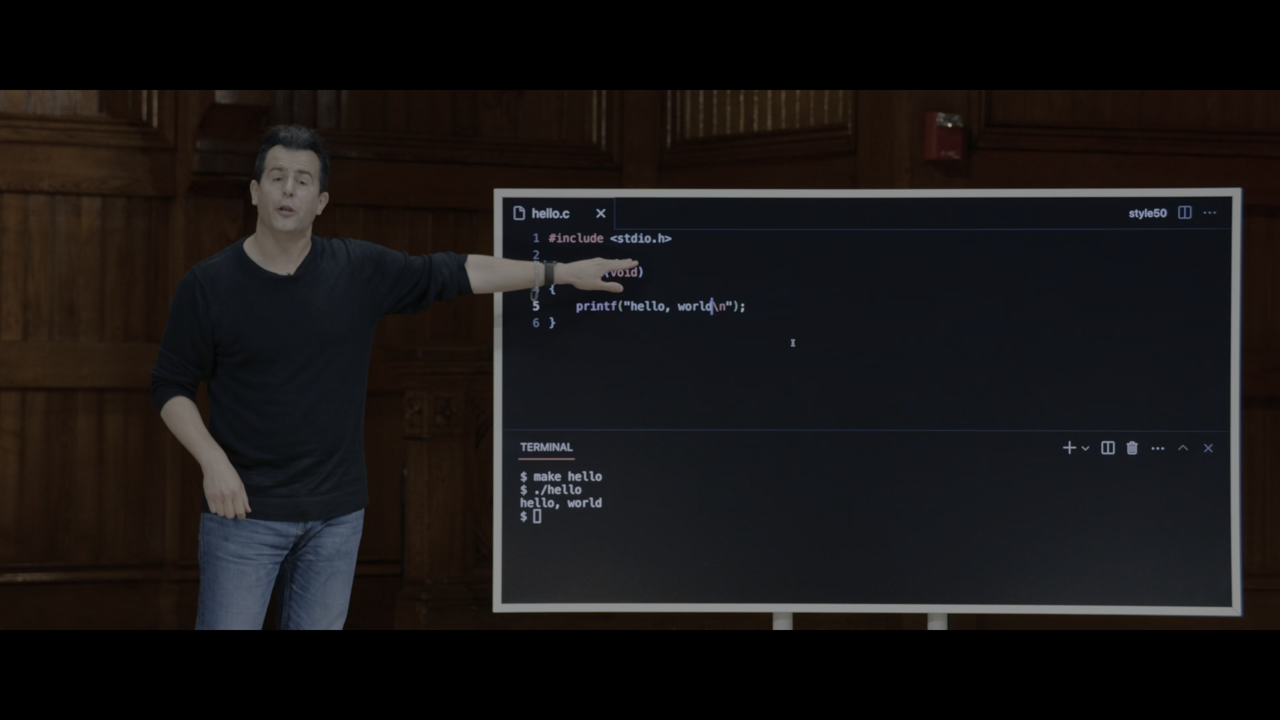 hello.c
style50
1 #include <stdio.h>
2
(void)
{
5 printf("hello, world\n");
6 }
TERMINAL
$ make hello
$ ./hello
hello, world
$